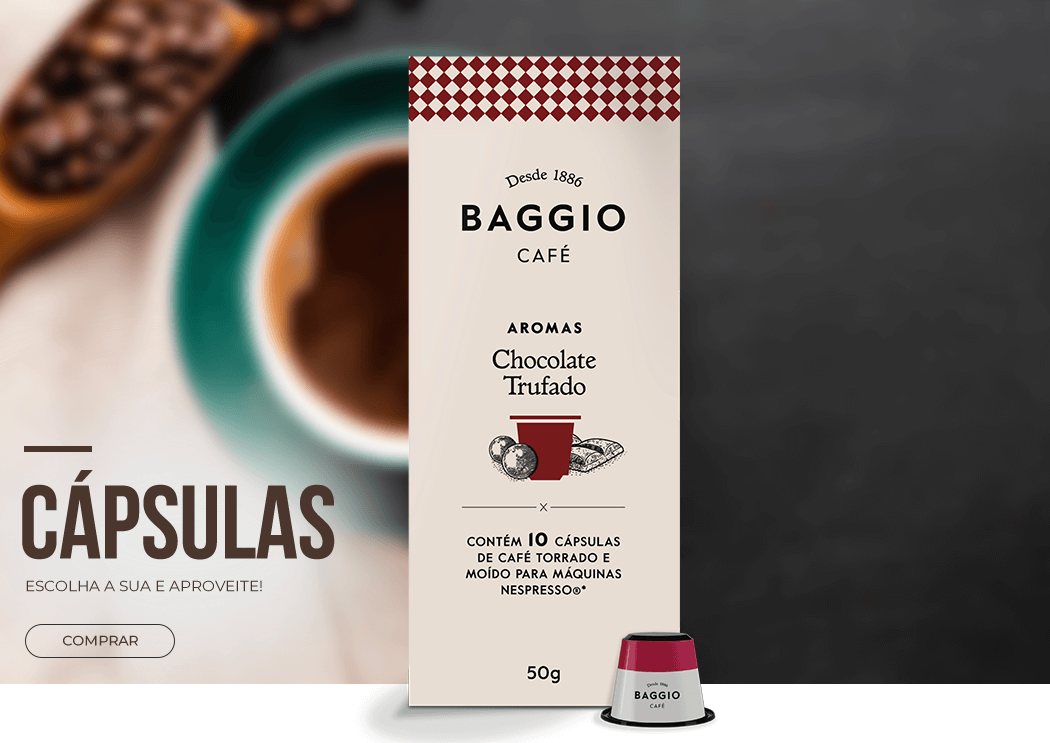 Desde 1886
BAGGIO
CAFÉ
AROMAS
Chocolate
Trufado
X
CONTÉM 10 CÁPSULAS
DE CAFÉ TORRADO E
MOÍDO PARA MÁQUINAS
NESPRESSO®*
50g
CÁPSULAS
ESCOLHA A SUA E APROVEITE!
COMPRAR
Desde 1886
BAGGIO
CAFÉ